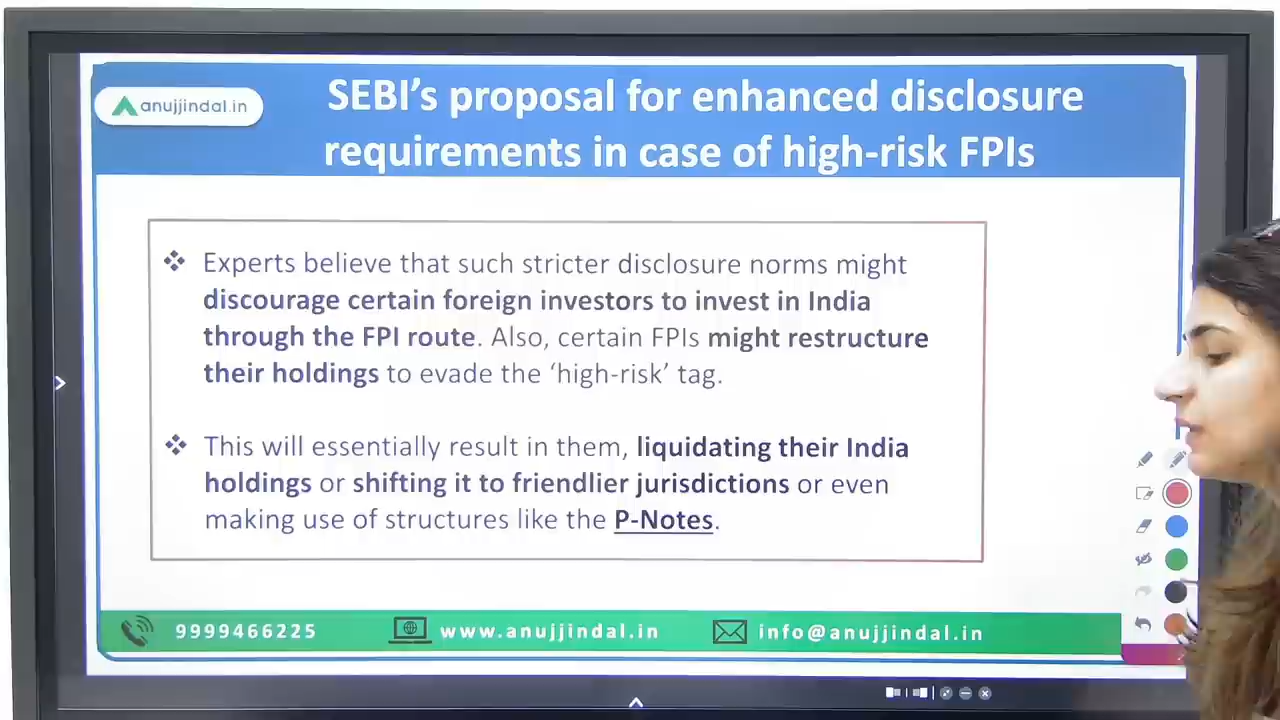 anujjindal.in
SEBI's proposal for enhanced disclosure
requirements in case of high-risk FPIs
❖ Experts believe that such stricter disclosure norms might
discourage certain foreign investors to invest in India
through the FPI route. Also, certain FPIs might restructure
their holdings to evade the 'high-risk' tag.
❖ This will essentially result in them, liquidating their India
holdings or shifting it to friendlier jurisdictions or even
making use of structures like the P-Notes.
9999466225
www.anujjindal.in
info@anujjindal.in